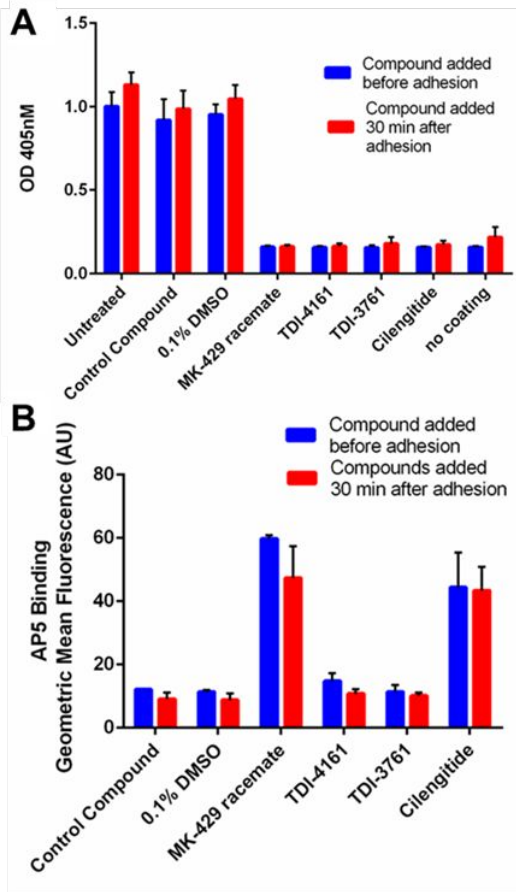 A
1.5
1.0
0.5
0.0
OD 405nM
Compound added
before adhesion
Compound added
30 min after
adhesion
Untreated
Control Compound
0.1% DMSO
MK-429 racemate
TDI-4161
TDI-3761
Cilengitide
no coating
B
Compound added
before adhesion
Compounds added
30 min after adhesion
AP5 Binding
Geometric Mean Fluorescence (AU)
80
60
40
20
0
Control Compound
0.1% DMSO
MK-429 racemate
TDI-4161
TDI-3761
Cilengitide